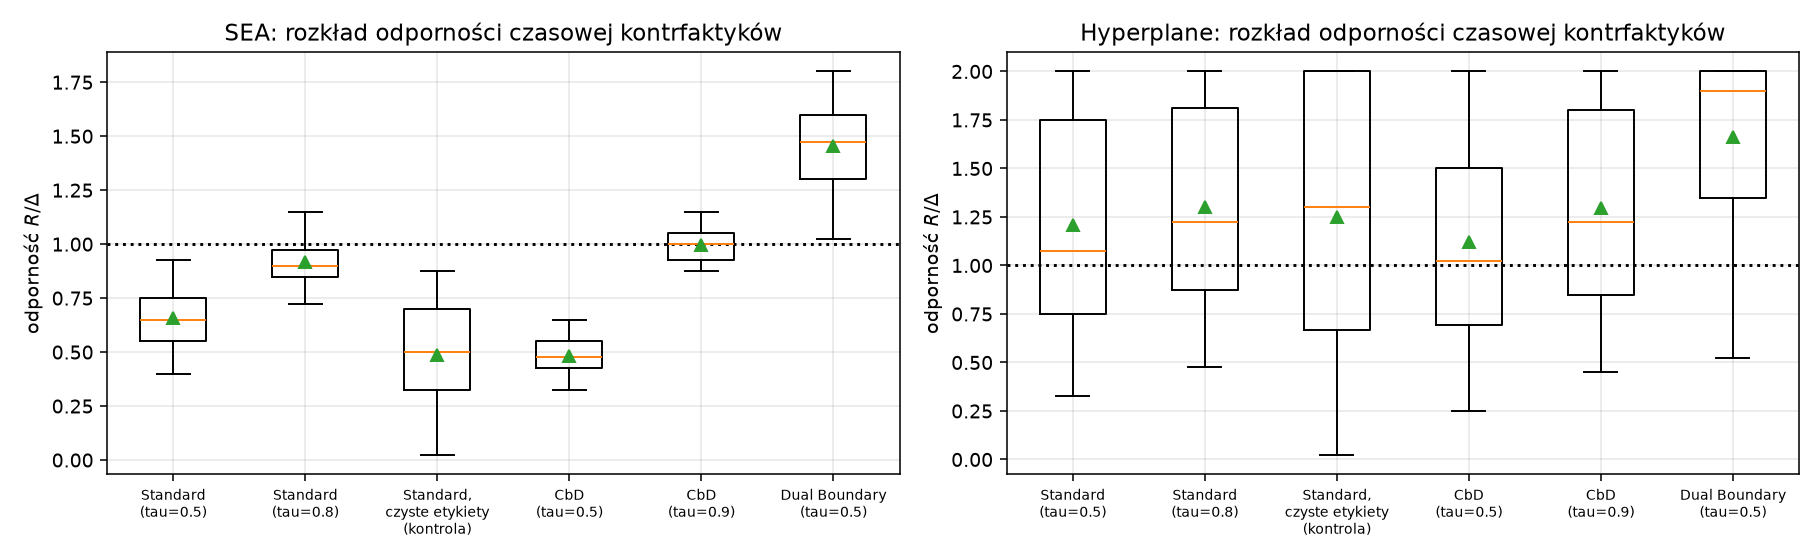 SEA: rozkład odporności czasowej kontrfaktyków
odporność R/Δ
1.75
1.50
1.25
1.00
0.75
0.50
0.25
0.00
Standard
(tau=0.5)
Standard
(tau=0.8)
Standard,
czyste etykiety
(kontrola)
CbD
(tau=0.5)
CbD
(tau=0.9)
Dual Boundary
(tau=0.5)
Hyperplane: rozkład odporności czasowej kontrfaktyków
odporność R/Δ
2.00
1.75
1.50
1.25
1.00
0.75
0.50
0.25
0.00
Standard
(tau=0.5)
Standard
(tau=0.8)
Standard,
czyste etykiety
(kontrola)
CbD
(tau=0.5)
CbD
(tau=0.9)
Dual Boundary
(tau=0.5)